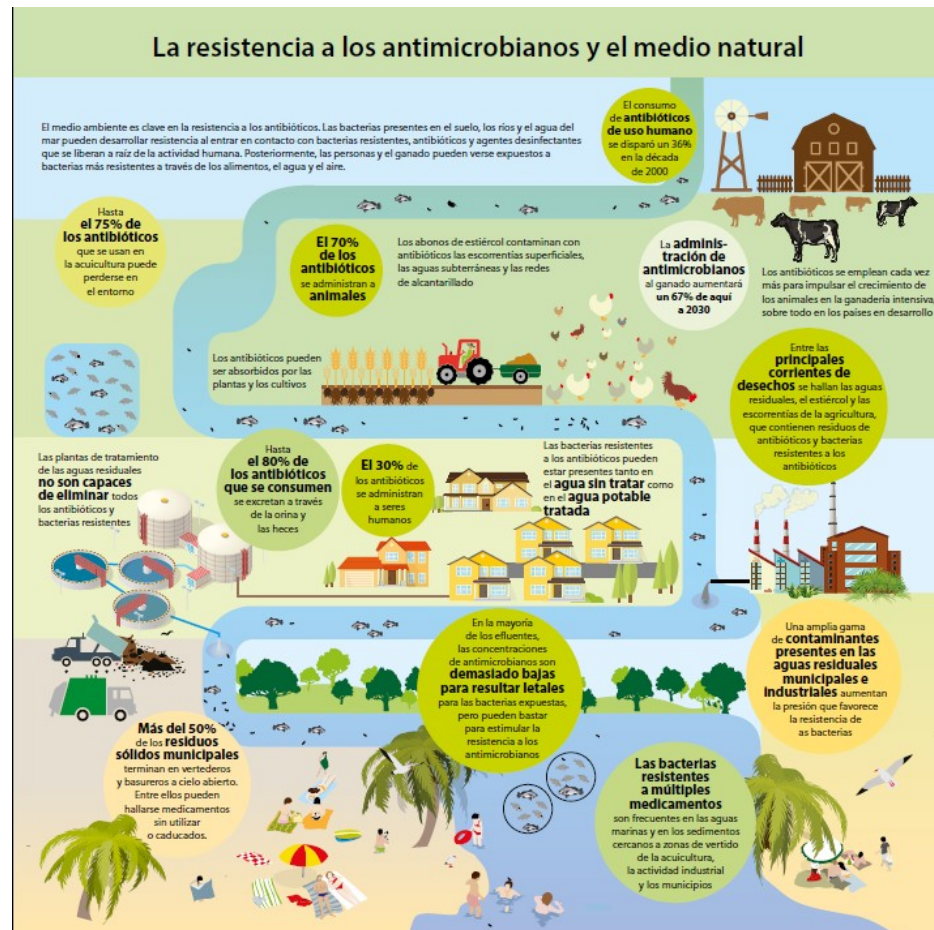 La resistencia a los antimicrobianos y el medio natural
El medio ambiente es clave en la resistencia a los antibióticos. Las bacterias presentes en el suelo, los ríos y el agua del
mar pueden desarrollar resistencia al entrar en contacto con bacterias resistentes, antibióticos y agentes desinfectantes
que se liberan a raíz de la actividad humana. Posteriormente, las personas y el ganado pueden verse expuestos a
bacterias más resistentes a través de los alimentos, el agua y el aire.
El consumo
de antibióticos
de uso humano
se disparó un 36%
en la década
de 2000
Hasta
el 75% de
los antibióticos
que se usan en
la acuicultura puede
perderse en
el entorno
El 70%
de los
antibióticos
se administran a
animales
Los abonos de estiércol contaminan con
antibióticos las escorrentías superficiales,
las aguas subterráneas y las redes
de alcantarillado
La adminis-
tración de
antimicrobianos
al ganado aumentará
un 67% de aquí
a 2030
Los antibióticos se emplean cada vez
más para impulsar el crecimiento de
los animales en la ganadería intensiva,
sobre todo en los países en desarrollo
Los antibióticos pueden
ser absorbidos por las
plantas y los cultivos
Entre las
principales
corrientes de
desechos se hallan las aguas
residuales, el estiércol y las
escorrentías de la agricultura,
que contienen residuos de
antibióticos y bacterias
resistentes a los
antibióticos
Las plantas de tratamiento
de las aguas residuales
no son capaces
de eliminar todos
los antibióticos y
bacterias resistentes
Hasta
el 80% de
los antibióticos
que se consumen
se excretan a través
de la orina y
las heces
El 30% de
los antibióticos
se administran
a seres
humanos
Las bacterias resistentes
a los antibióticos pueden
estar presentes tanto en
el agua sin tratar como
en el agua potable
tratada
En la mayoría
de los efluentes,
las concentraciones
de antimicrobianos son
demasiado bajas
para resultar letales
para las bacterias expuestas,
pero pueden bastar
para estimular la
resistencia a los
antimicrobianos
Una amplia gama
de contaminantes
presentes en las
aguas residuales
municipales e
industriales aumentan
la presión que favorece
la resistencia de
as bacterias
Más del 50%
de los residuos
sólidos municipales
terminan en vertederos
y basureros a cielo abierto.
Entre ellos pueden
hallarse medicamentos
sin utilizar
o caducados.
Las bacterias
resistentes
a múltiples
medicamentos
son frecuentes en las aguas
marinas y en los sedimentos
cercanos a zonas de vertido
de la acuicultura,
la actividad industrial
y los municipios